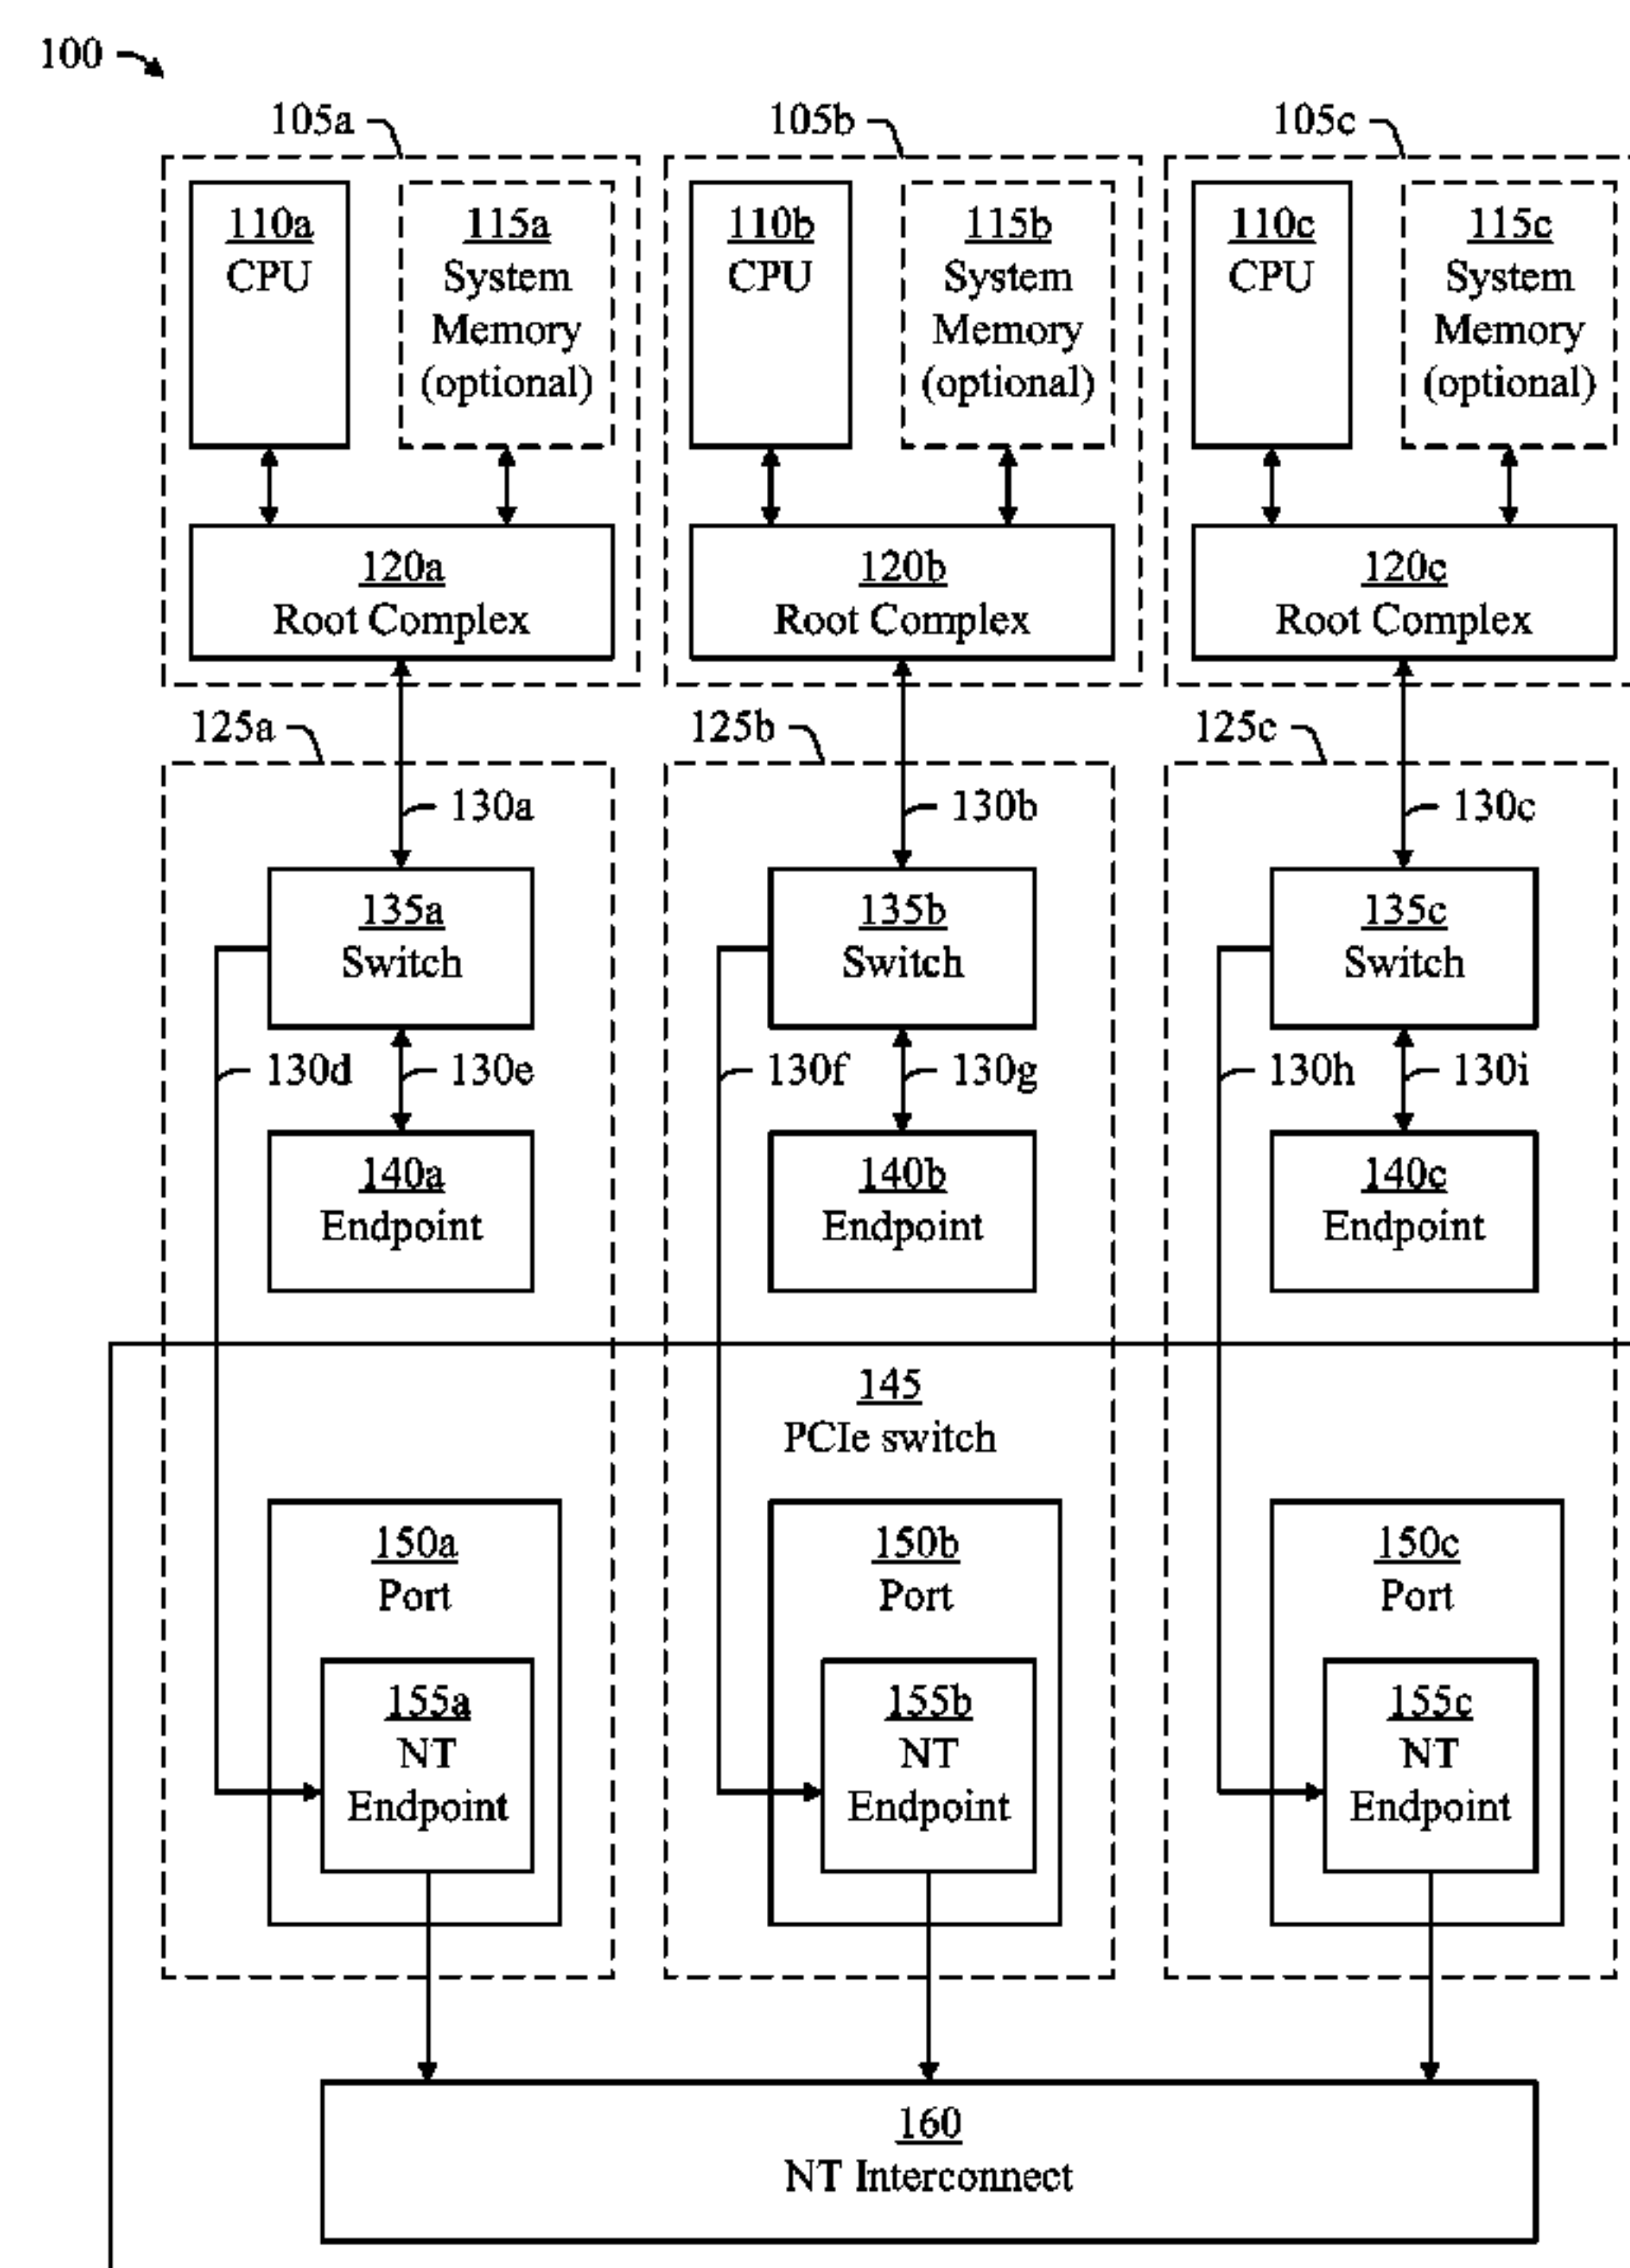 100
105a 105b 105c
110a 115a 110b 115b 110c 115c
CPU System CPU System CPU System
Memory Memory Memory
(optional) (optional) (optional)
120a 120b 120c
Root Complex Root Complex Root Complex
125a 125b 125c
130a 130b 130c
135a 135b 135c
Switch Switch Switch
130d 130e 130f 130g 130h 130i
140a 140b 140c
Endpoint Endpoint Endpoint
145
PCIe switch
150a 150b 150c
Port Port Port
155a 155b 155c
NT NT NT
Endpoint Endpoint Endpoint
160
NT Interconnect